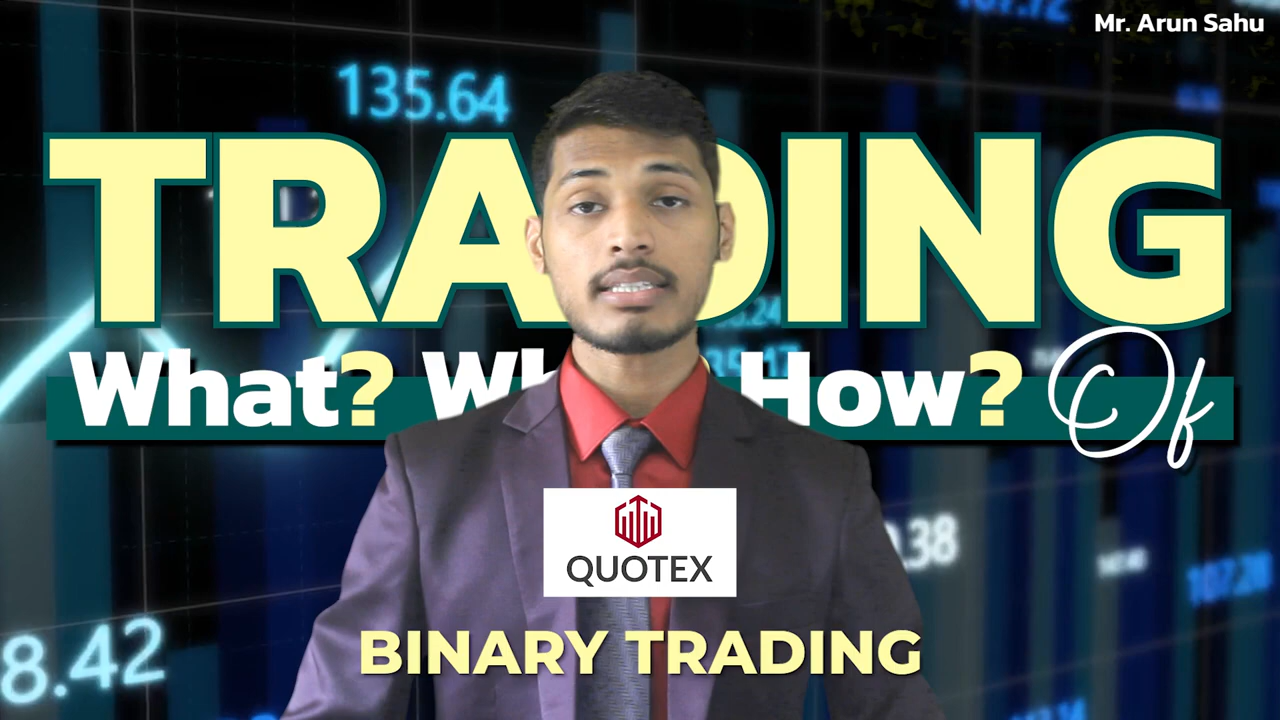 Mr. Arun Sahu
135.64
TRADING
What? How? Of
QUOTEX
BINARY TRADING
8.42